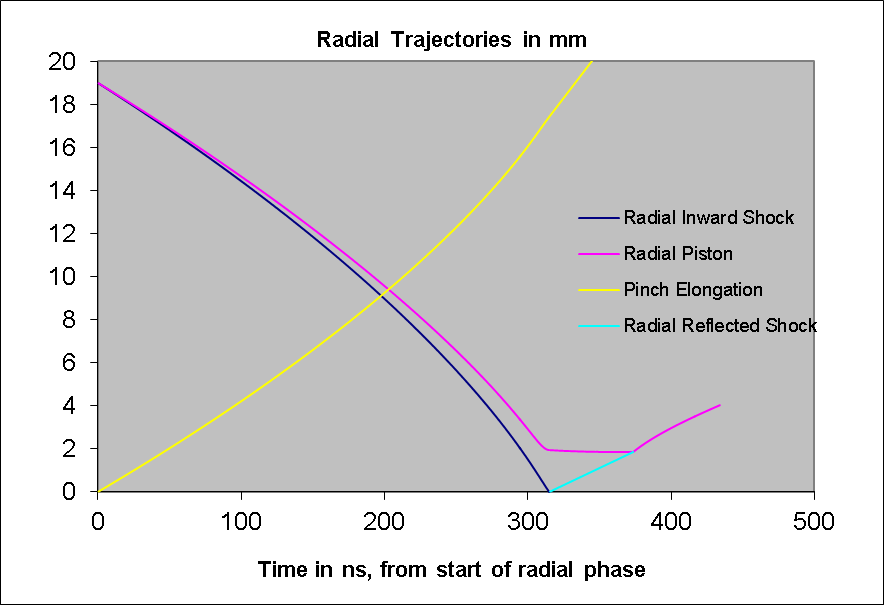 Radial Trajectories in mm
20
18
16
14
12
10
8
6
4
2
0
Radial Inward Shock
Radial Piston
Pinch Elongation
Radial Reflected Shock
0 100 200 300 400 500
Time in ns, from start of radial phase